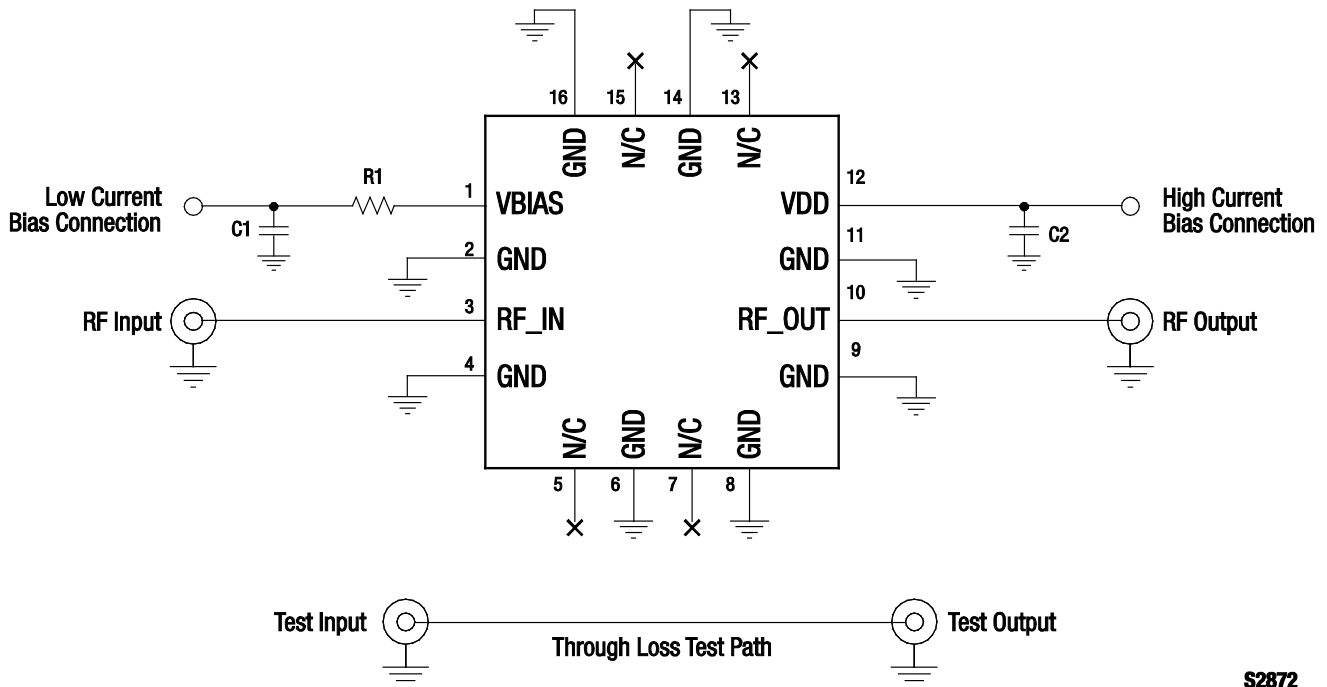 16
15
14
13
GND
N/C
GND
N/C
Low Current
Bias Connection
R1
C1
1
VBIAS
2
GND
RF Input
3
RF_IN
4
GND
12
VDD
High Current
Bias Connection
C2
11
GND
10
RF_OUT
RF Output
9
GND
N/C
GND
N/C
GND
5
6
7
8
Test Input
Through Loss Test Path
Test Output
S2872